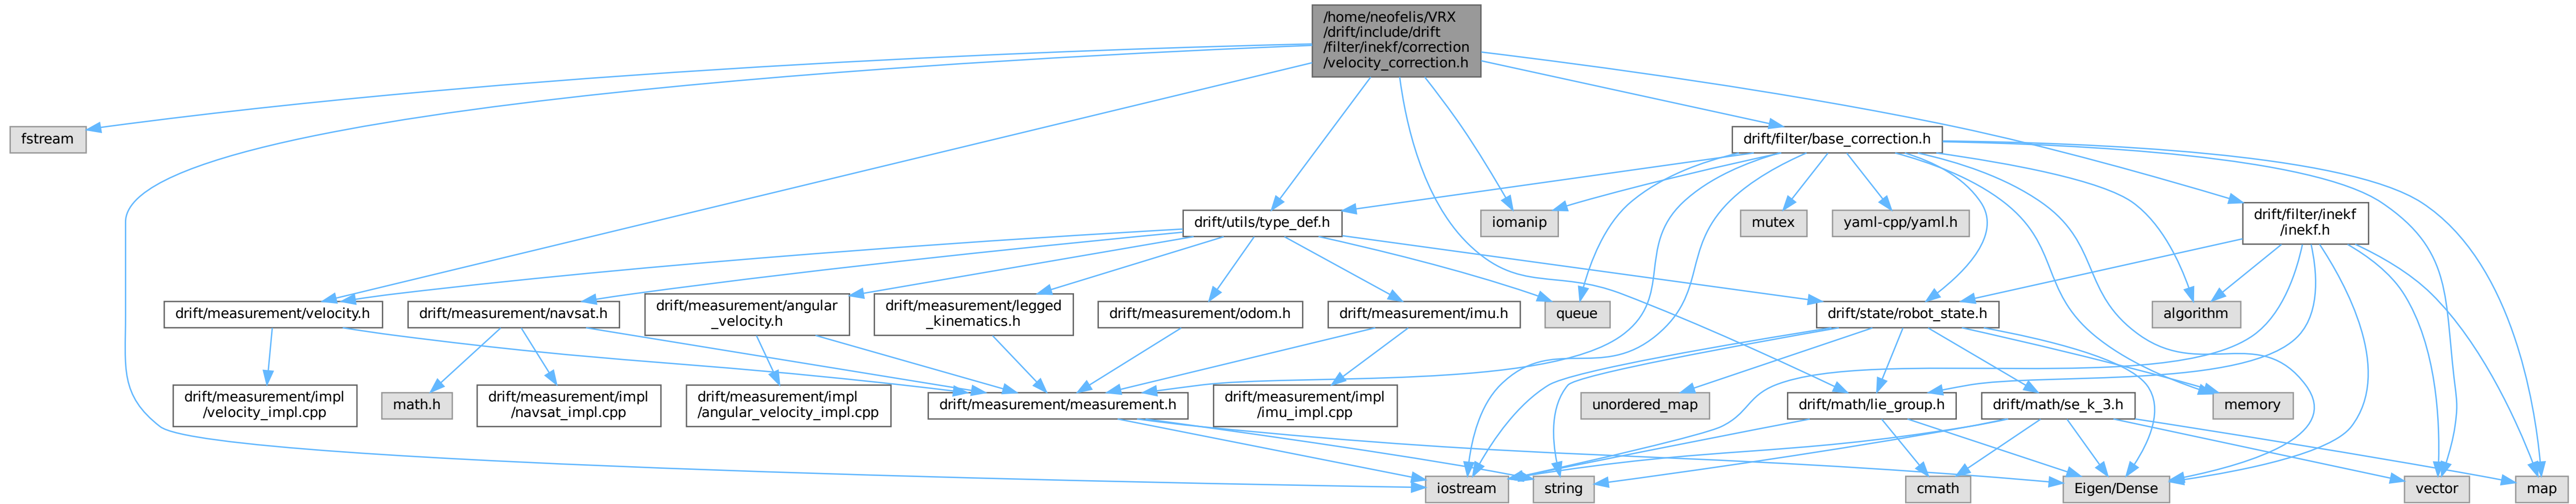 /home/neofelis/VRX
/drift/include/drift
/filter/inekf/correction
/velocity_correction.h
fstream
drift/filter/base_correction.h
drift/utils/type_def.h
iomanip
mutex
yaml-cpp/yaml.h
drift/filter/inekf
/inekf.h
drift/measurement/velocity.h
drift/measurement/navsat.h
drift/measurement/angular
_velocity.h
drift/measurement/legged
_kinematics.h
drift/measurement/odom.h
drift/measurement/imu.h
queue
drift/state/robot_state.h
algorithm
drift/measurement/impl
/velocity_impl.cpp
math.h
drift/measurement/impl
/navsat_impl.cpp
drift/measurement/impl
/angular_velocity_impl.cpp
drift/measurement/measurement.h
drift/measurement/impl
/imu_impl.cpp
unordered_map
drift/math/lie_group.h
drift/math/se_k_3.h
memory
iostream
string
cmath
Eigen/Dense
vector
map